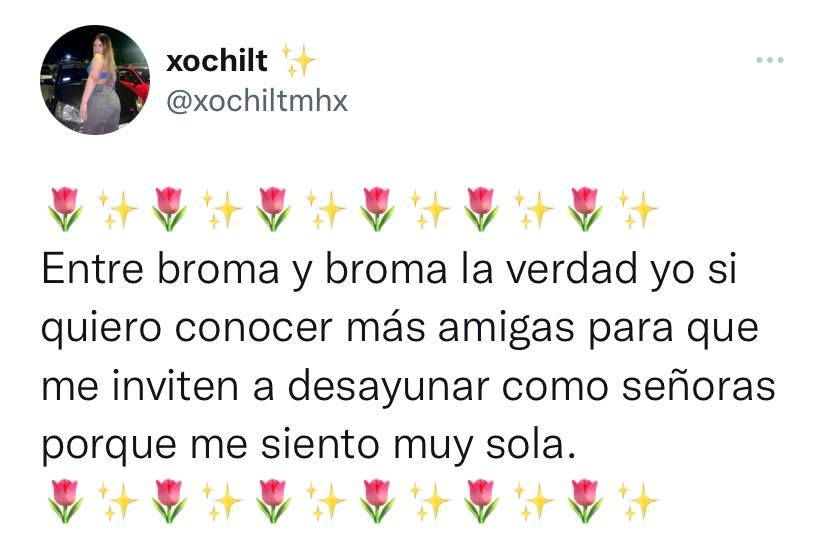 xochilt ✨
@xochiltmhx
🌷✨🌷✨🌷✨🌷✨🌷✨🌷✨
Entre broma y broma la verdad yo si
quiero conocer más amigas para que
me inviten a desayunar como señoras
porque me siento muy sola.
🌷✨🌷✨🌷✨🌷✨🌷✨🌷✨